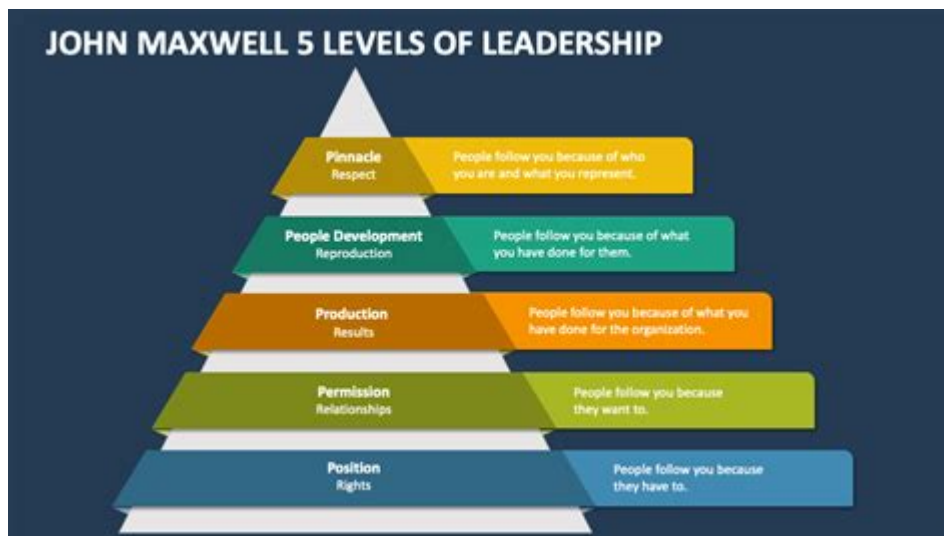 JOHN MAXWELL 5 LEVELS OF LEADERSHIP
Pinnacle
Respect
People follow you because of who
you are and what you represent.
People Development
Reproduction
People follow you because of what
you have done for them.
Production
Results
People follow you because of what you
have done for the organization.
Permission
Relationships
People follow you because
they want to.
Position
Rights
People follow you because
they have to.